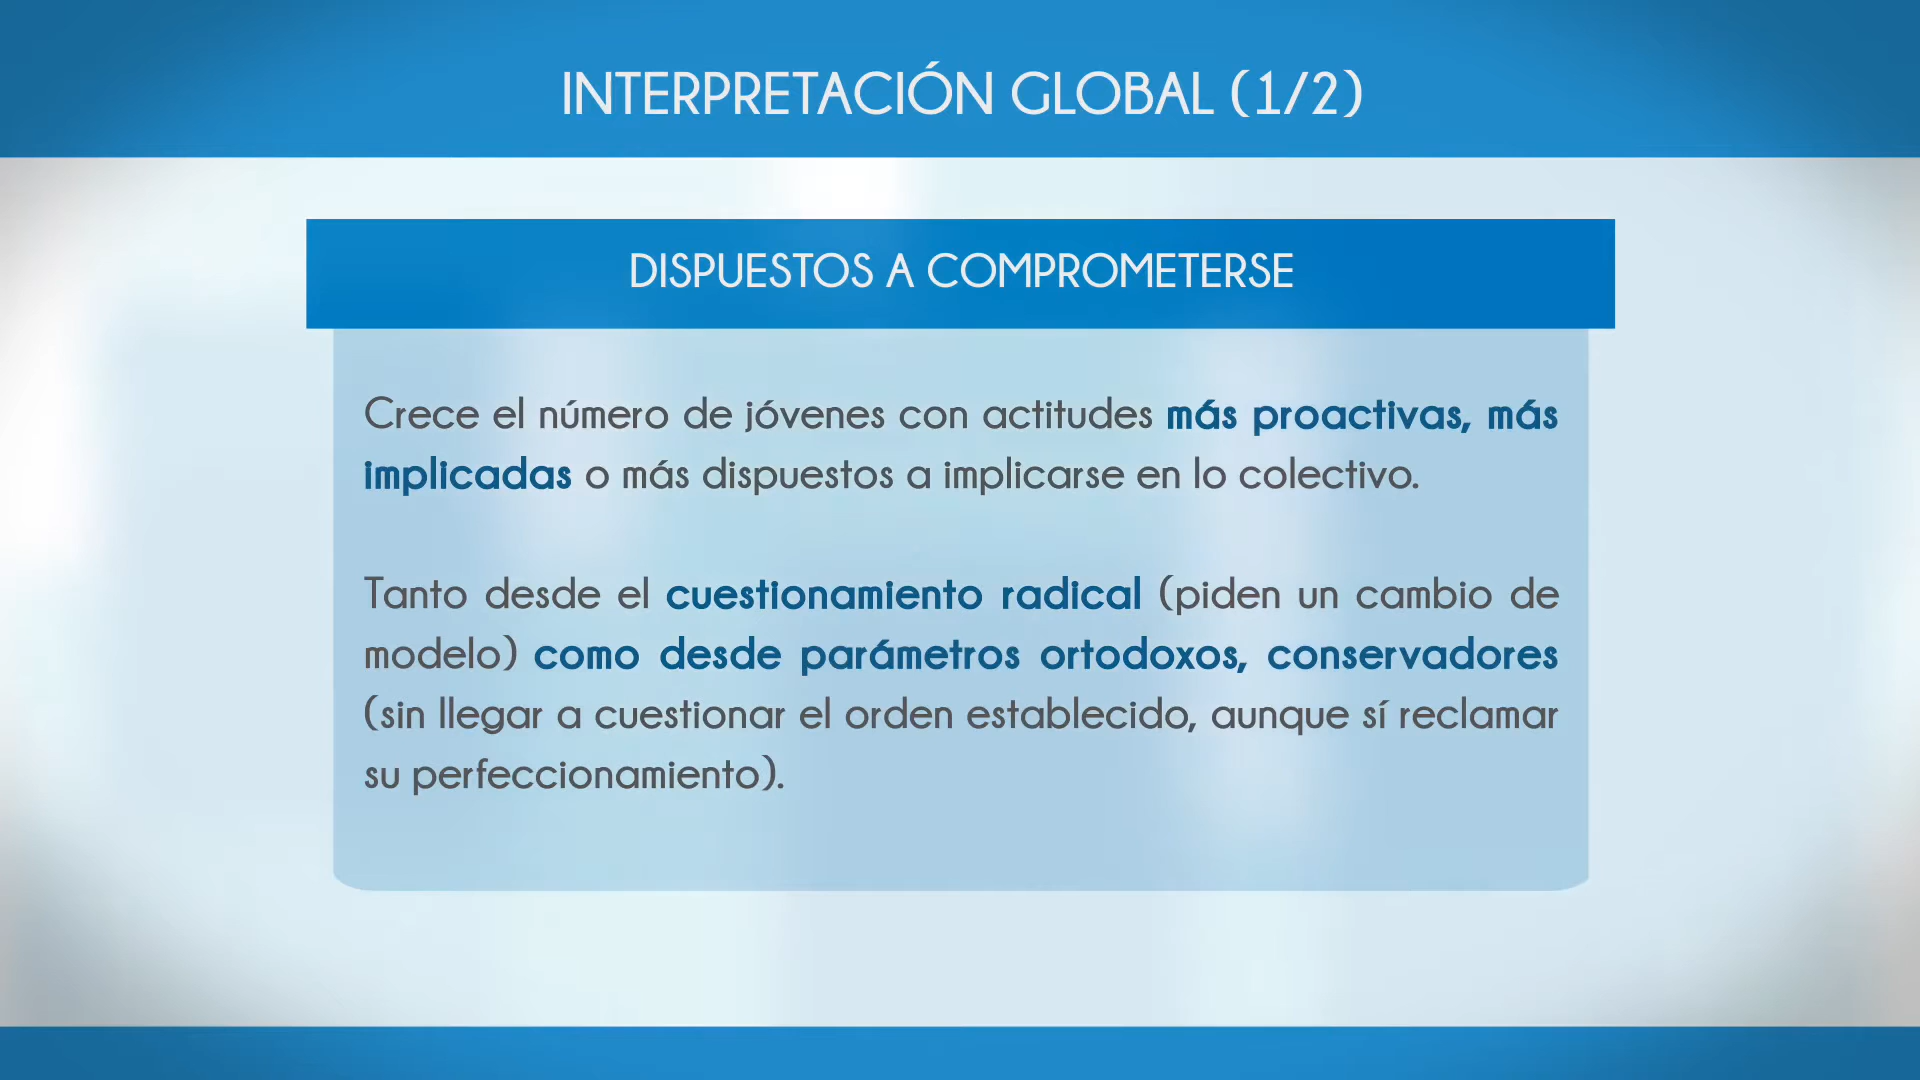 INTERPRETACIÓN GLOBAL (1/2)
DISPUESTOS A COMPROMETERSE
Crece el número de jóvenes con actitudes más proactivas, más
implicadas o más dispuestos a implicarse en lo colectivo.
Tanto desde el cuestionamiento radical (piden un cambio de
modelo) como desde parámetros ortodoxos, conservadores
(sin llegar a cuestionar el orden establecido, aunque sí reclamar
su perfeccionamiento).